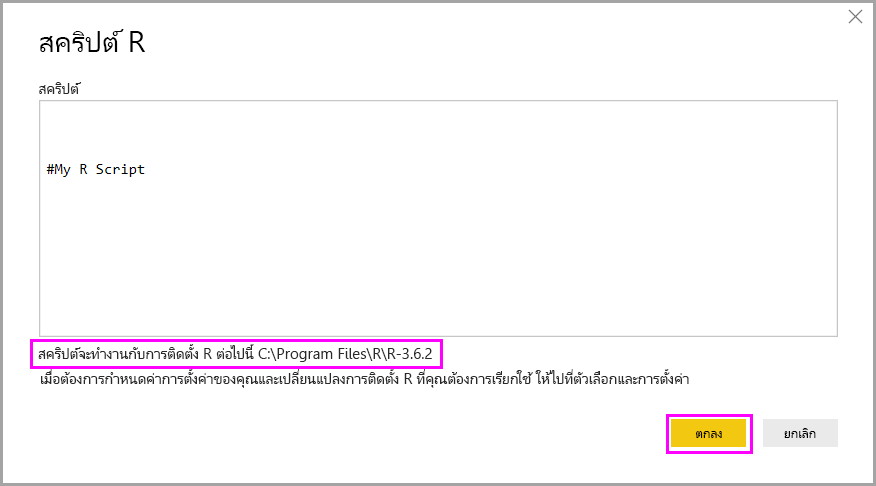 สคริปต์ R
สคริปต์
#My R Script
สคริปต์จะทำงานกับการติดตั้ง R ต่อไปนี้ C:\Program Files\R\R-3.6.2
เมื่อต้องการกำหนดค่าการตั้งค่าของคุณและเปลี่ยนแปลงการติดตั้ง R ที่คุณต้องการเรียกใช้ ให้ไปที่ตัวเลือกและการตั้งค่า
ตกลง
ยกเลิก